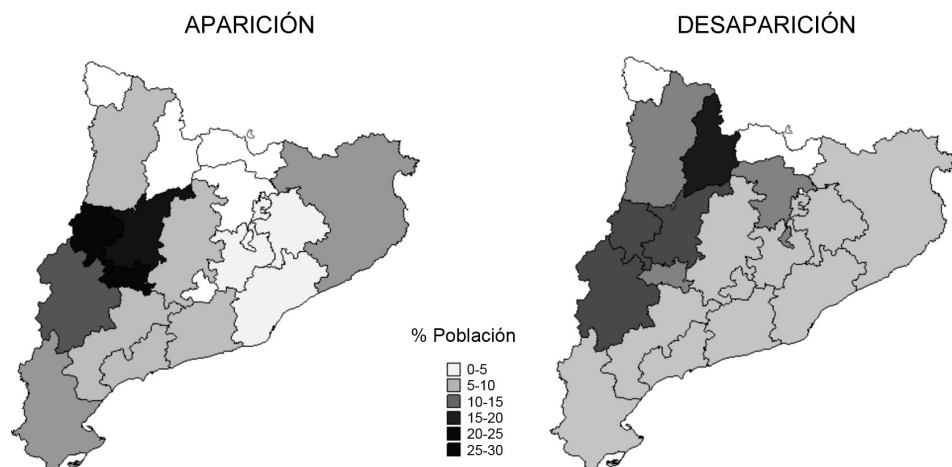 APARICIÓN
DESAPARICIÓN
% Población
0-5
5-10
10-15
15-20
20-25
25-30